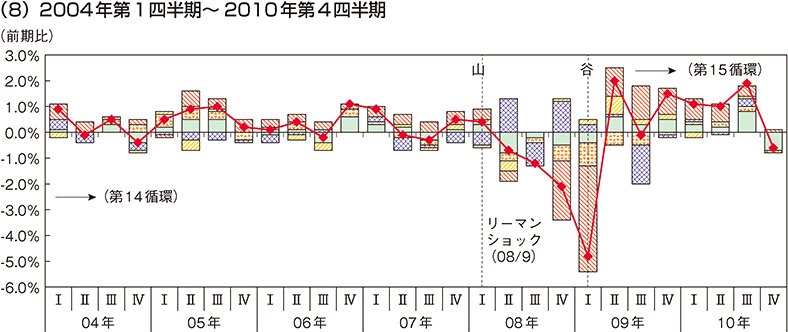 (8) 2004年第1四半期～2010年第4四半期
(前期比)
3.0%
2.0%
1.0%
0.0%
-1.0%
-2.0%
-3.0%
-4.0%
-5.0%
-6.0%
山
谷
(第15循環)
(第14循環)
リーマン
ショック
(08/9)
Ⅰ Ⅱ Ⅲ Ⅳ Ⅰ Ⅱ Ⅲ Ⅳ Ⅰ Ⅱ Ⅲ Ⅳ Ⅰ Ⅱ Ⅲ Ⅳ Ⅰ Ⅱ Ⅲ Ⅳ Ⅰ Ⅱ Ⅲ Ⅳ Ⅰ Ⅱ Ⅲ Ⅳ
04年 05年 06年 07年 08年 09年 10年